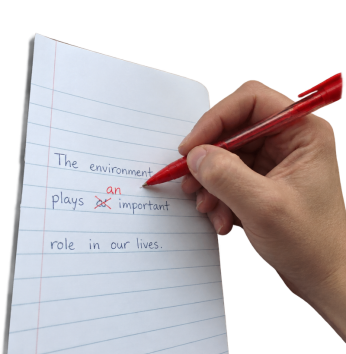 The environment
an
plays important
role in our lives.